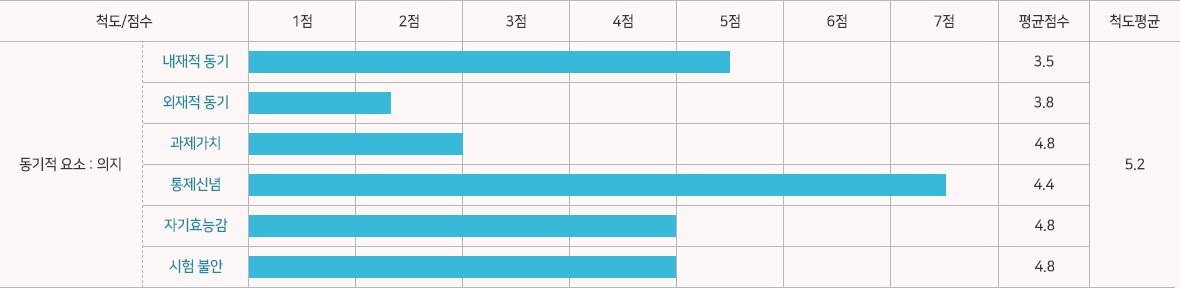 척도/점수 1점 2점 3점 4점 5점 6점 7점 평균점수 척도평균
내재적 동기 3.5
외재적 동기 3.8
과제가치 4.8
동기적 요소 : 의지 5.2
통제신념 4.4
자기효능감 4.8
시험 불안 4.8